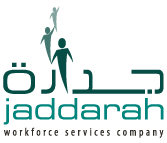 جدارة
jaddarah
workforce services company